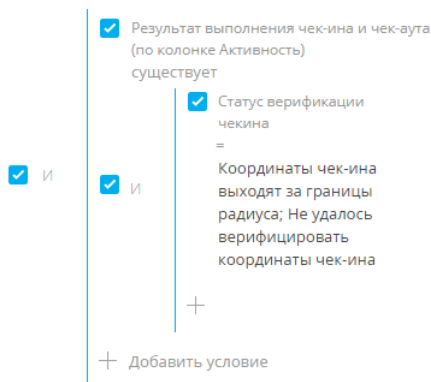 Результат выполнения чек-ина и чек-аута
(по колонке Активность)
существует
Статус верификации
чекина
=
Координаты чек-ина
выходят за границы
радиуса; Не удалось
верифицировать
координаты чек-ина
И
И
+
+ Добавить условие